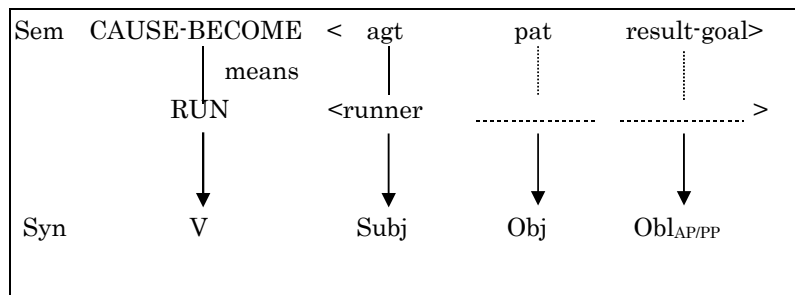 Sem CAUSE-BECOME < agt pat result-goal>
means
RUN <runner >
Syn V Subj Obj OblAP/PP